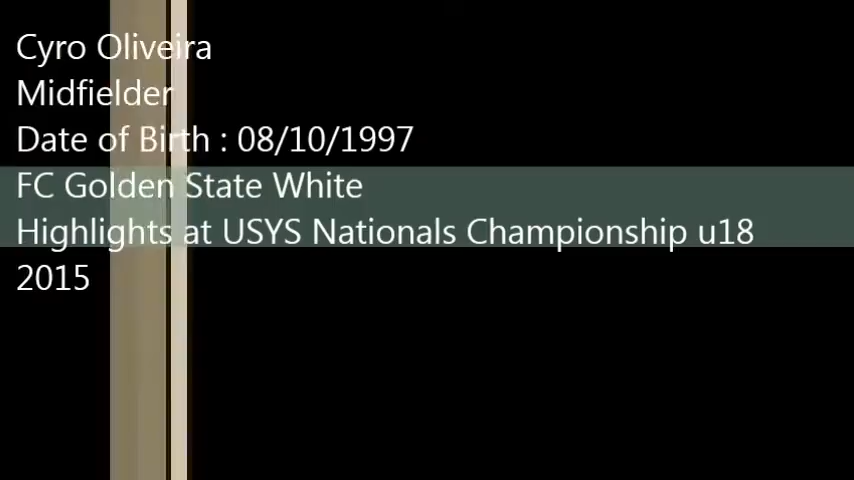 Cyro Oliveira
Midfielder
Date of Birth : 08/10/1997
FC Golden State White
Highlights at USYS Nationals Championship u18
2015